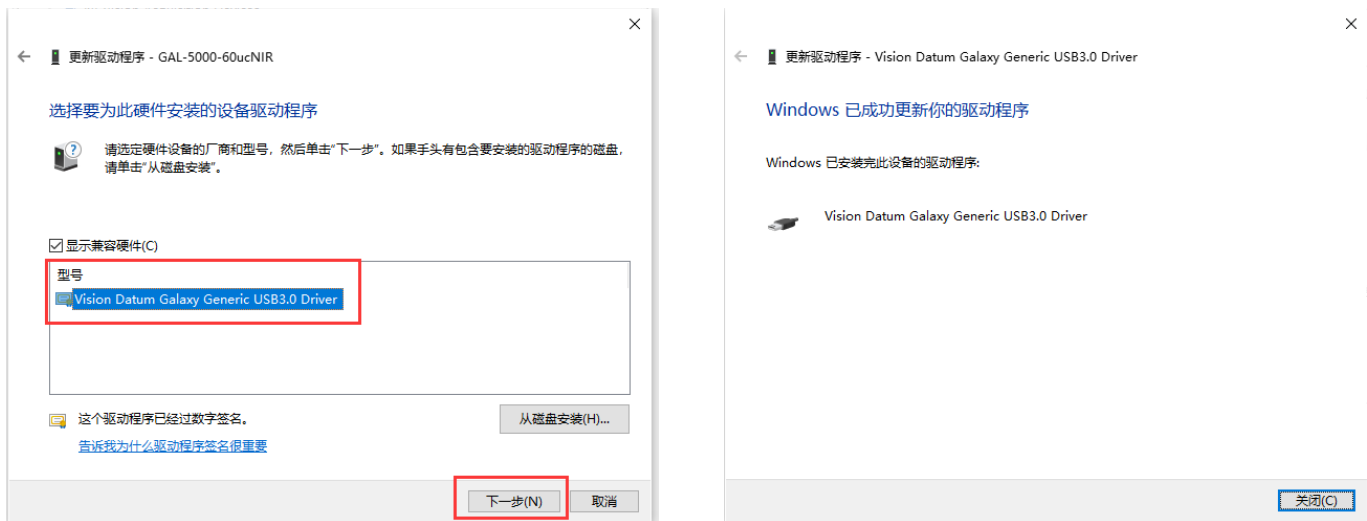 更新驱动程序 - GAL-5000-60ucNIR
选择要为此硬件安装的设备驱动程序
请选定硬件设备的厂商和型号，然后单击"下一步"。如果手头有包含要安装的驱动程序的磁盘，
请单击"从磁盘安装"。
显示兼容硬件(C)
型号
Vision Datum Galaxy Generic USB3.0 Driver
这个驱动程序已经过数字签名。
从磁盘安装(H)...
告诉我为什么驱动程序签名很重要
下一步(N)
取消
更新驱动程序 - Vision Datum Galaxy Generic USB3.0 Driver
Windows 已成功更新你的驱动程序
Windows 已安装完此设备的驱动程序:
Vision Datum Galaxy Generic USB3.0 Driver
关闭(C)